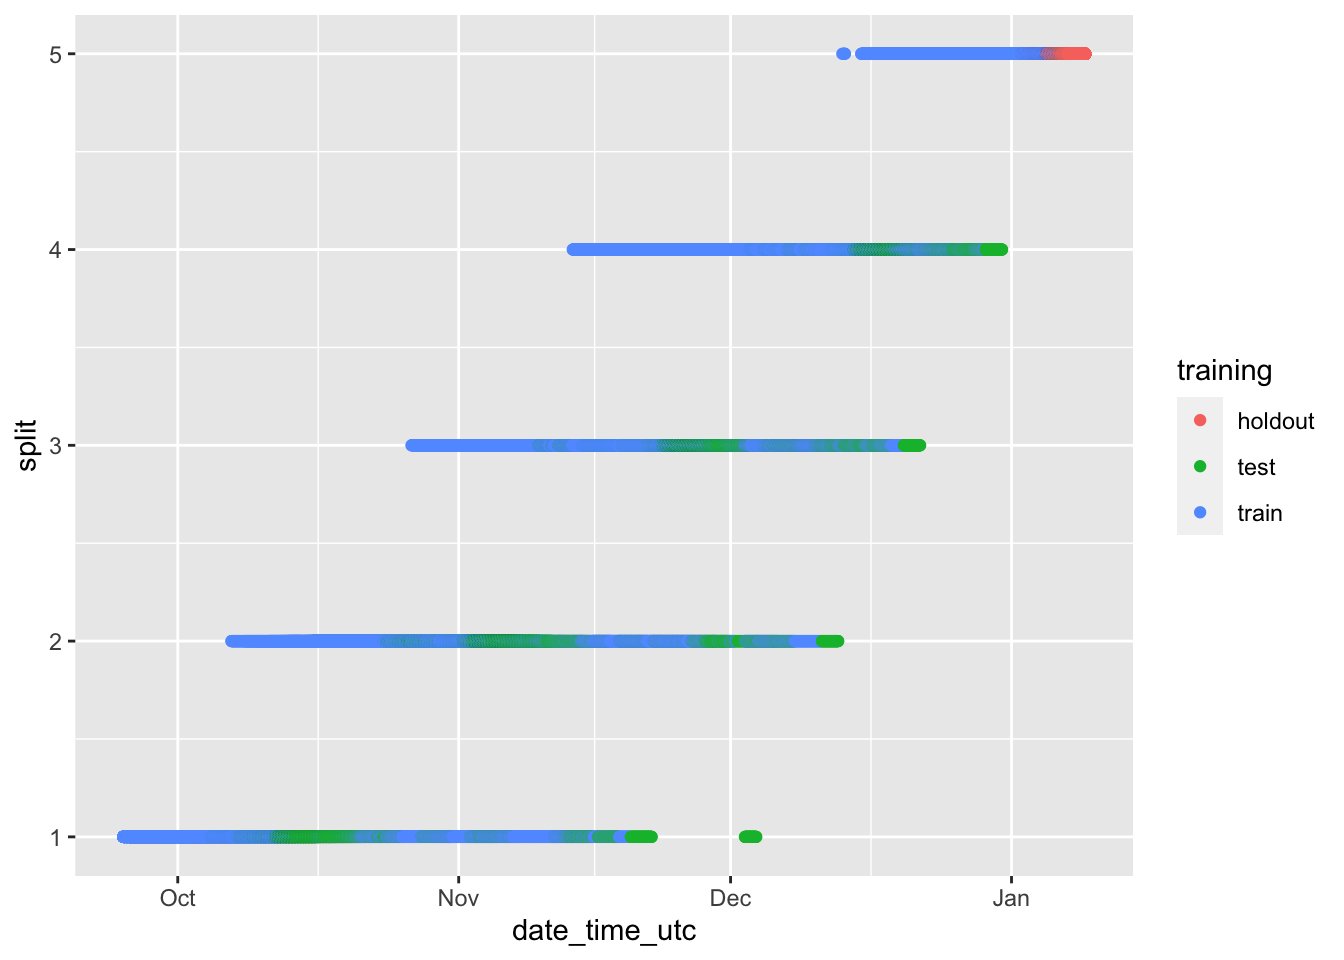 5
4
3
2
1
split
Oct Nov Dec Jan
date_time_utc
training
holdout
test
train